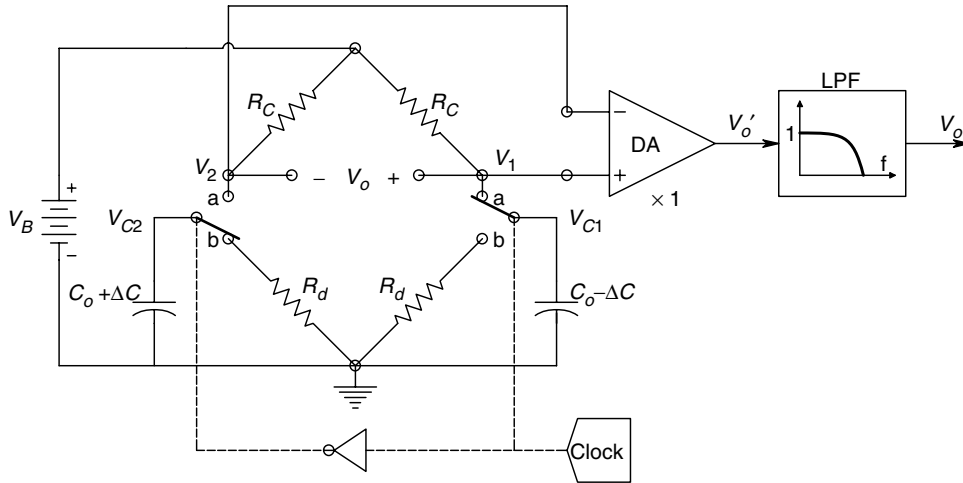 LPF
R_C
R_C
−
DA
V_o'
1
f
V_o
V_2
− V_o +
V_1
+
× 1
+
a
a
V_B
V_C2
V_C1
−
b
b
C_o +ΔC
R_d
R_d
C_o−ΔC
Clock